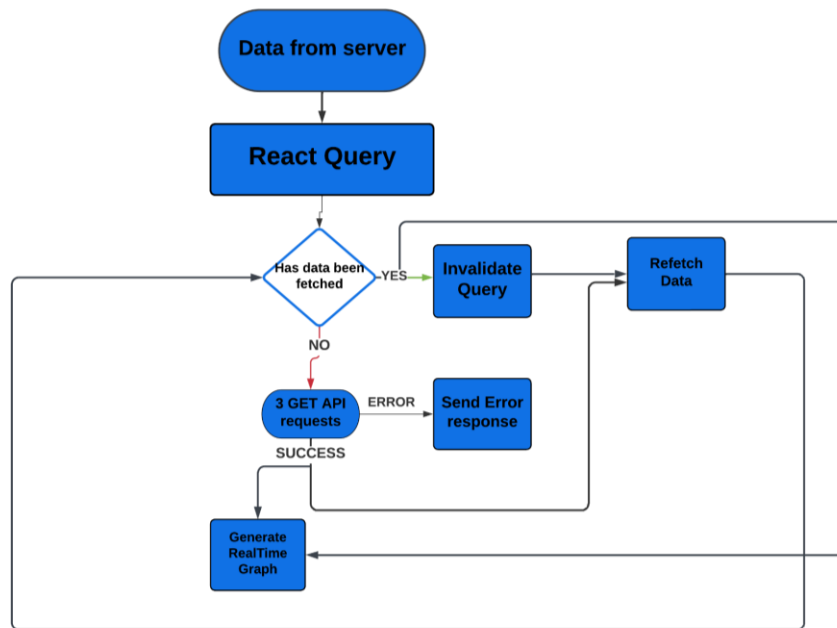 Data from server
React Query
Has data been
fetched
YES
Invalidate
Query
Refetch
Data
NO
3 GET API
requests
ERROR
Send Error
response
SUCCESS
Generate
RealTime
Graph